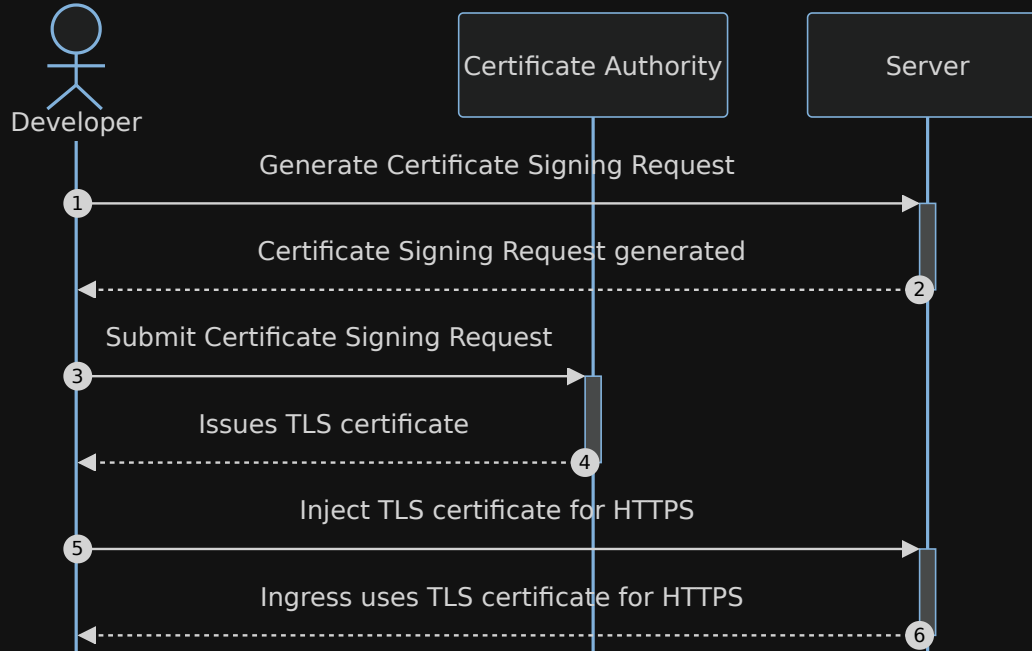 Developer
Certificate Authority
Server
Generate Certificate Signing Request
1
Certificate Signing Request generated
2
Submit Certificate Signing Request
3
Issues TLS certificate
4
Inject TLS certificate for HTTPS
5
Ingress uses TLS certificate for HTTPS
6